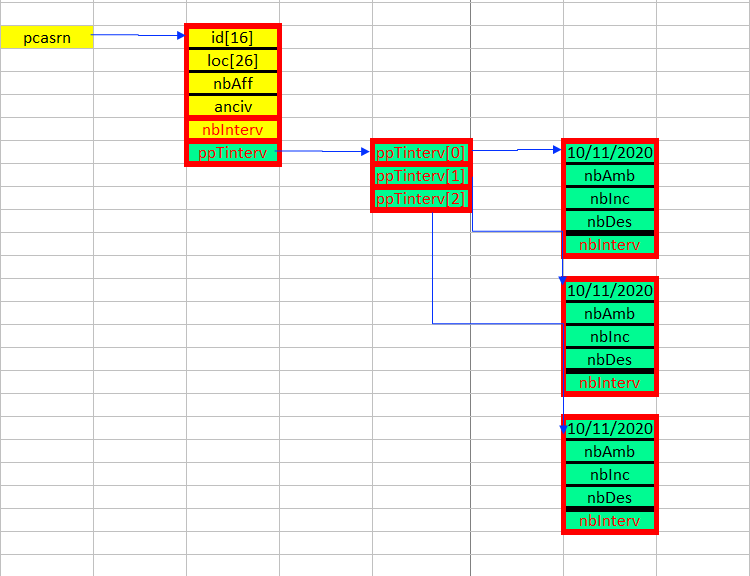 pcasrn
id[16]
loc[26]
nbAff
anciv
nbInterv
ppTinterv
ppTinterv[0]
ppTinterv[1]
ppTinterv[2]
10/11/2020
nbAmb
nbInc
nbDes
nbInterv
10/11/2020
nbAmb
nbInc
nbDes
nbInterv
10/11/2020
nbAmb
nbInc
nbDes
nbInterv